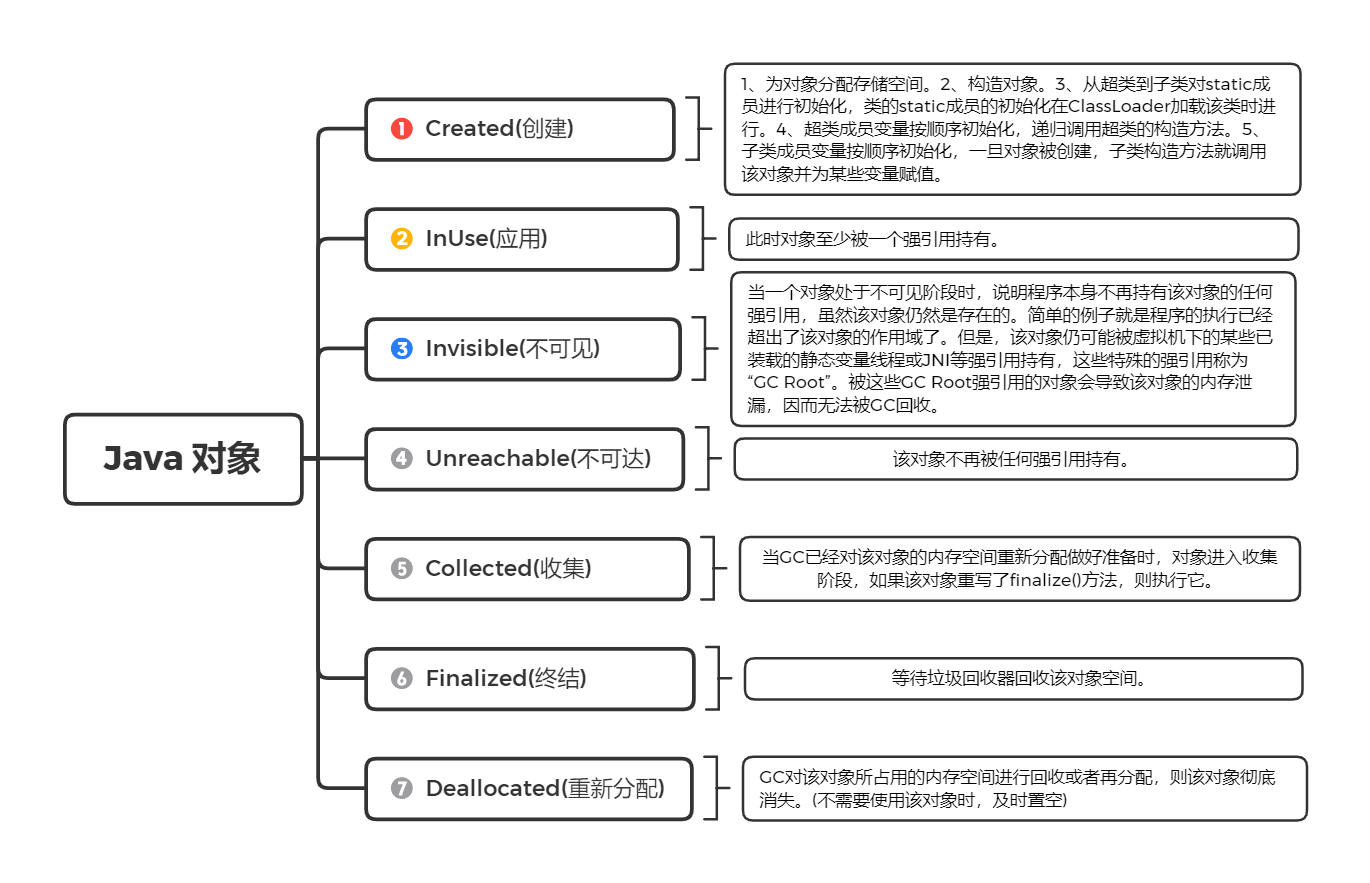 Java 对象
1 Created(创建)
1、为对象分配存储空间。2、构造对象。3、从超类到子类对static成
员进行初始化，类的static成员的初始化在ClassLoader加载该类时进
行。4、超类成员变量按顺序初始化，递归调用超类的构造方法。5、
子类成员变量按顺序初始化，一旦对象被创建，子类构造方法就调用
该对象并为某些变量赋值。
2 InUse(应用)
此时对象至少被一个强引用持有。
3 Invisible(不可见)
当一个对象处于不可见阶段时，说明程序本身不再持有该对象的任何
强引用，虽然该对象仍然是存在的。简单的例子就是程序的执行已经
超出了该对象的作用域了。但是，该对象仍可能被虚拟机下的某些已
装载的静态变量线程或JNI等强引用持有，这些特殊的强引用称为
“GC Root”。被这些GC Root强引用的对象会导致该对象的内存泄
漏，因而无法被GC回收。
4 Unreachable(不可达)
该对象不再被任何强引用持有。
5 Collected(收集)
当GC已经对该对象的内存空间重新分配做好准备时，对象进入收集
阶段，如果该对象重写了finalize()方法，则执行它。
6 Finalized(终结)
等待垃圾回收器回收该对象空间。
7 Deallocated(重新分配)
GC对该对象所占用的内存空间进行回收或者再分配，则该对象彻底
消失。(不需要使用该对象时，及时置空)